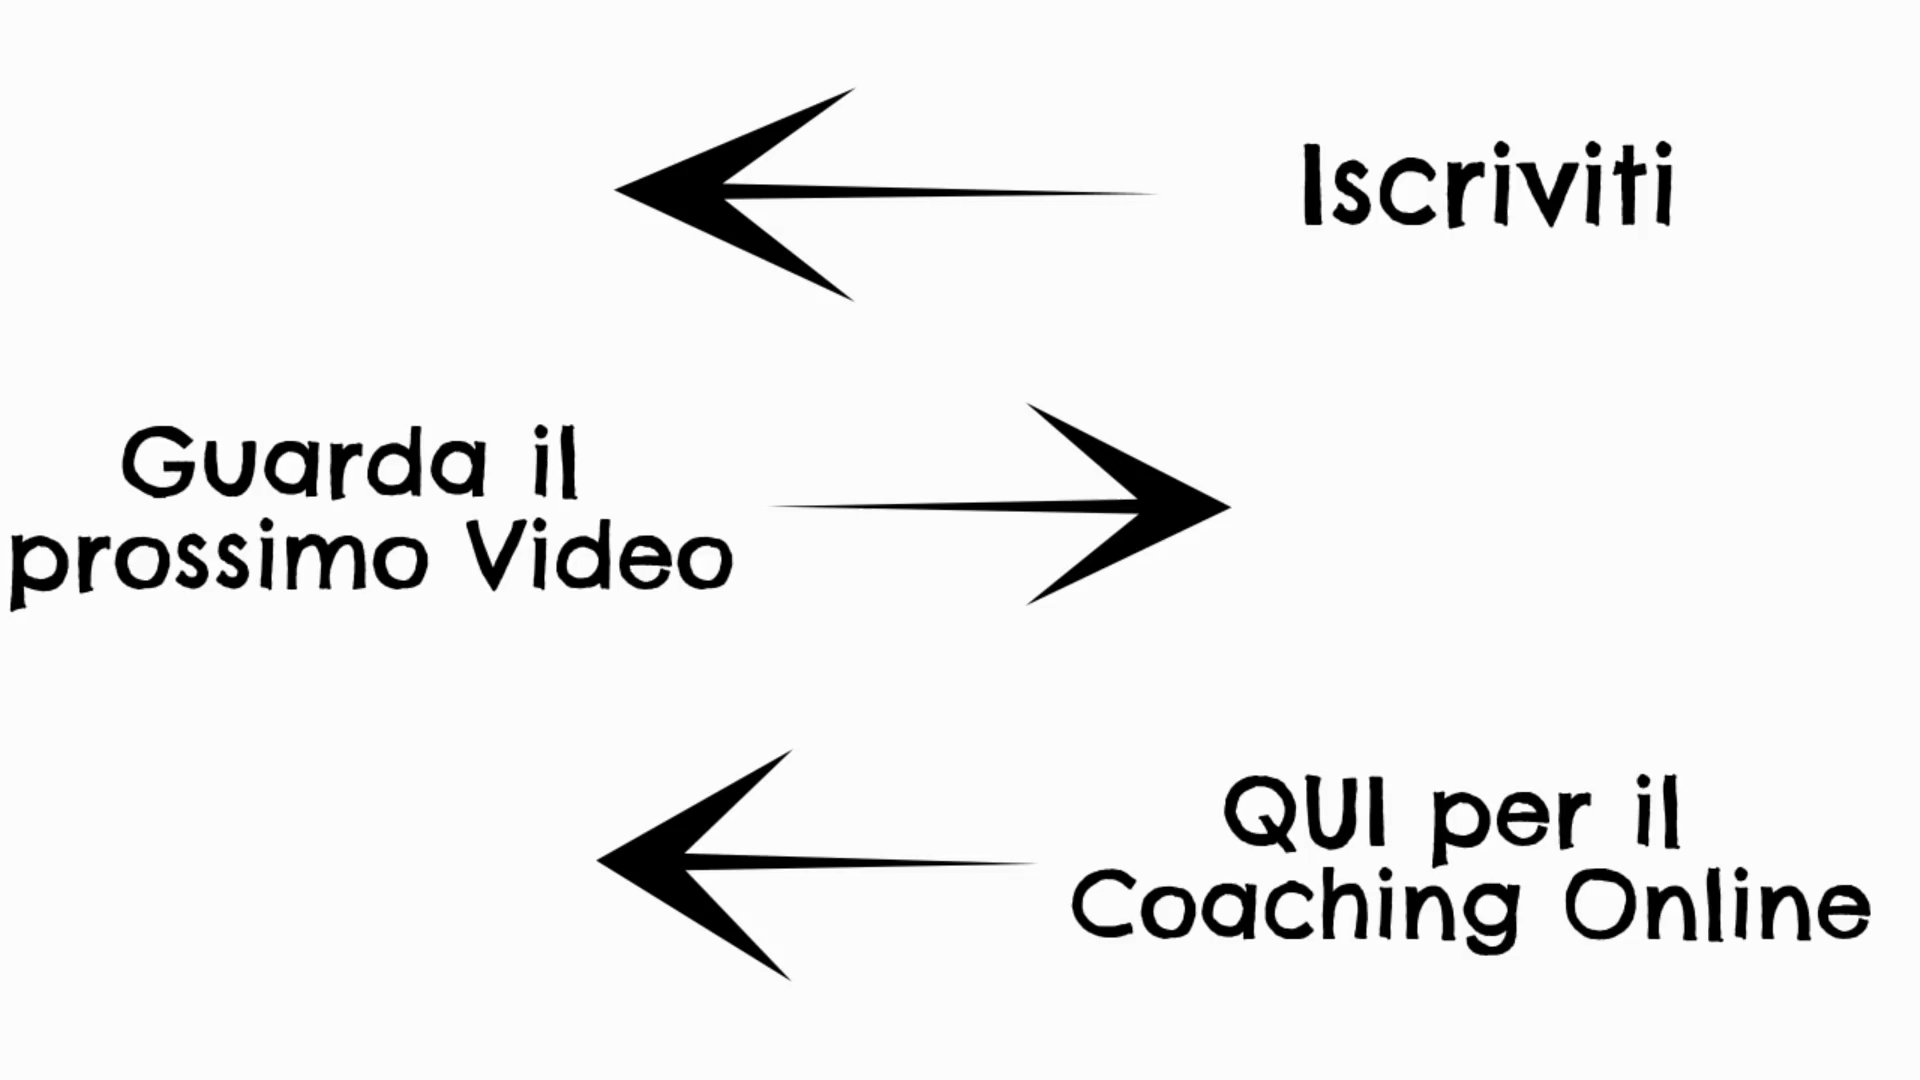 Iscriviti
Guarda il
prossimo Video
QUI per il
Coaching Online